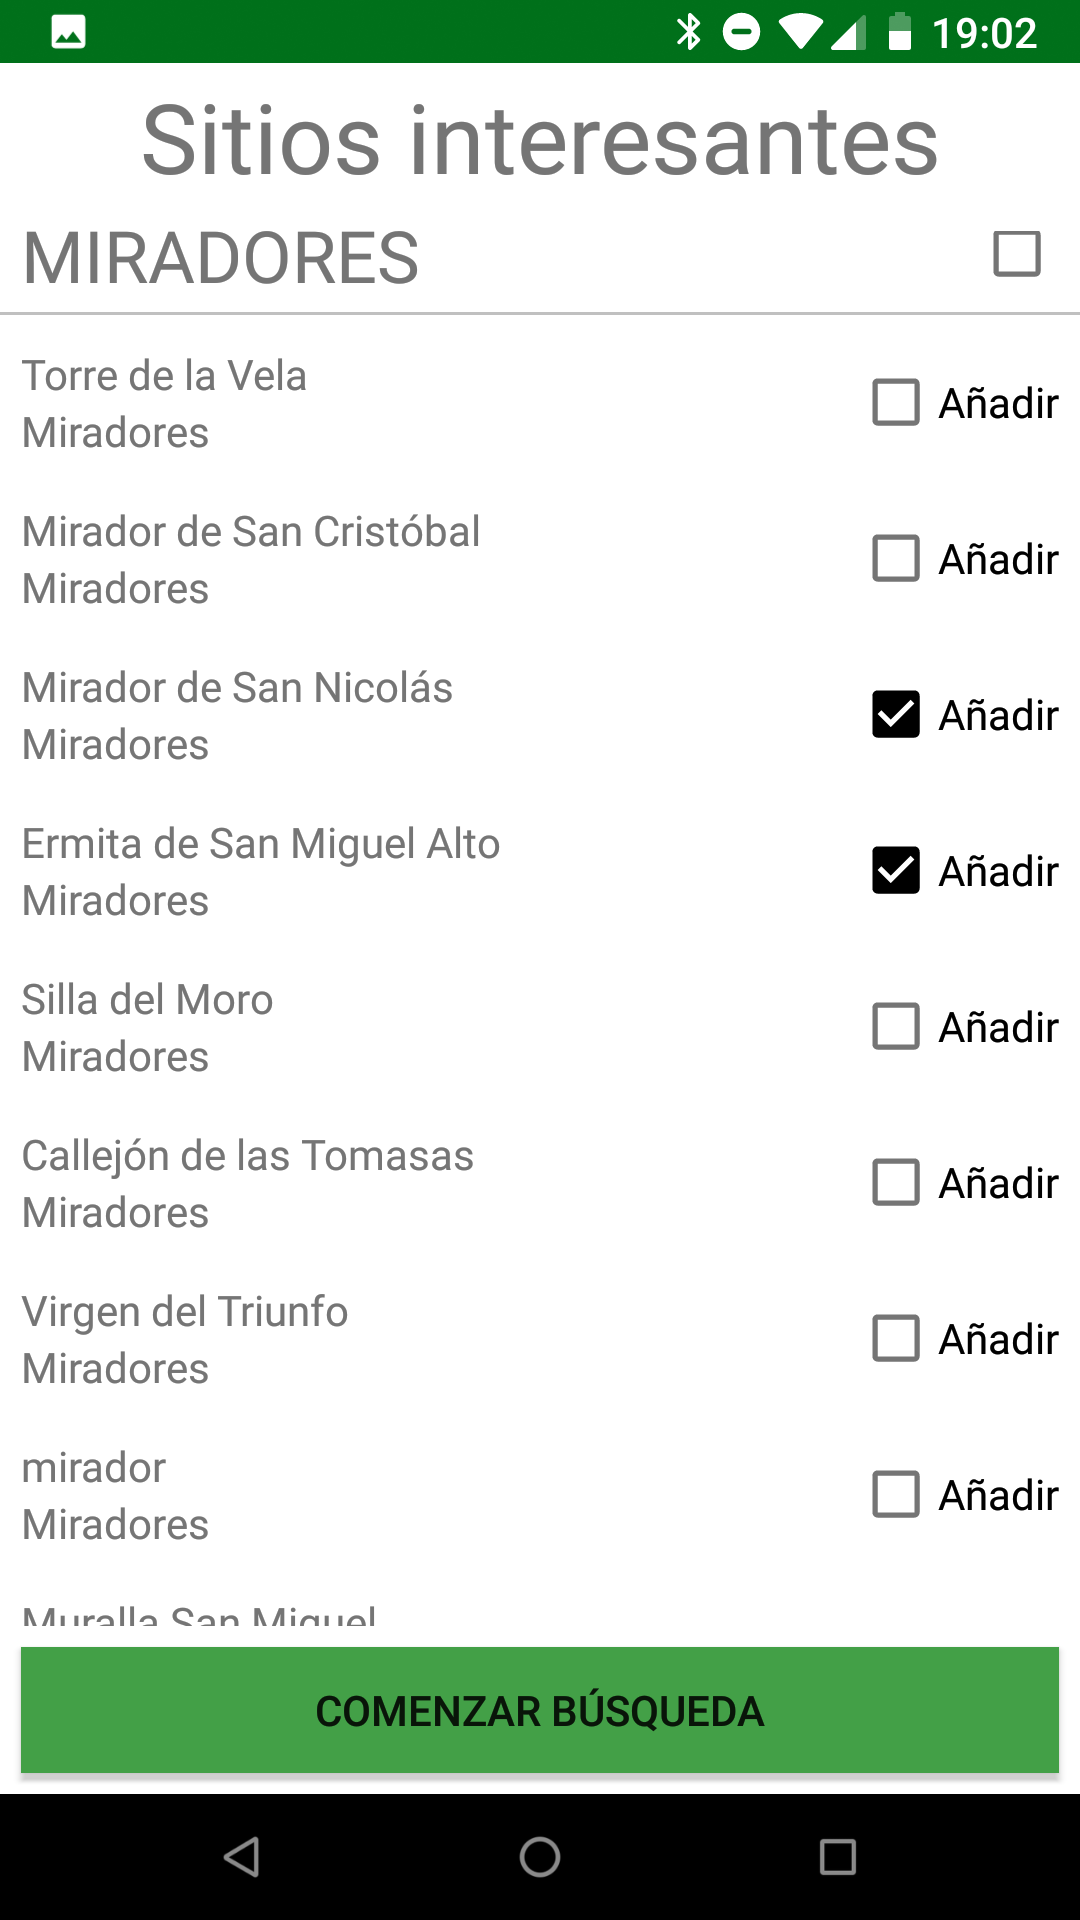 19:02
Sitios interesantes
MIRADORES
Torre de la Vela
Miradores
Añadir
Mirador de San Cristóbal
Miradores
Añadir
Mirador de San Nicolás
Miradores
Añadir
Ermita de San Miguel Alto
Miradores
Añadir
Silla del Moro
Miradores
Añadir
Callejón de las Tomasas
Miradores
Añadir
Virgen del Triunfo
Miradores
Añadir
mirador
Miradores
Añadir
Muralla San Miguel
COMENZAR BÚSQUEDA